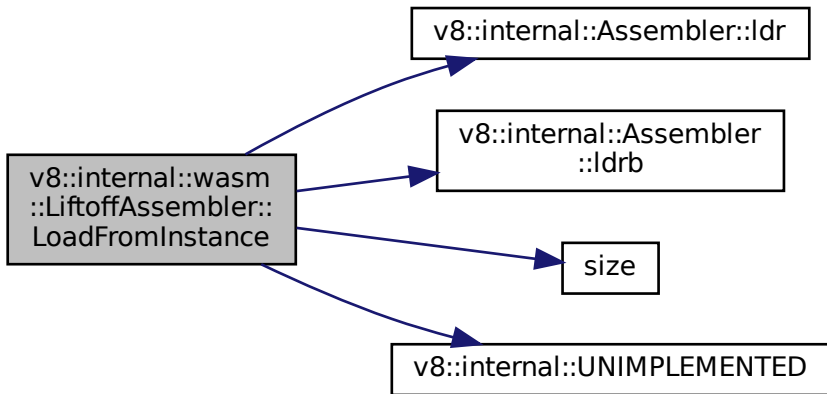 v8::internal::Assembler::ldr
v8::internal::Assembler
::ldrb
v8::internal::wasm
::LiftoffAssembler::
LoadFromInstance
size
v8::internal::UNIMPLEMENTED